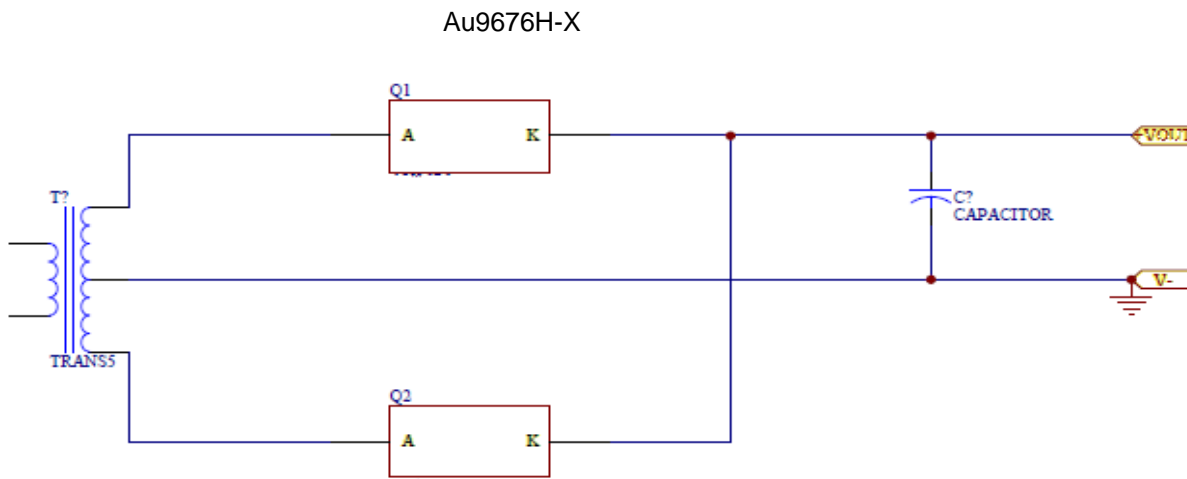 Au9676H-X
Q1
A K
VOUT
T?
C?
CAPACITOR
V-
TRANS5
Q2
A K